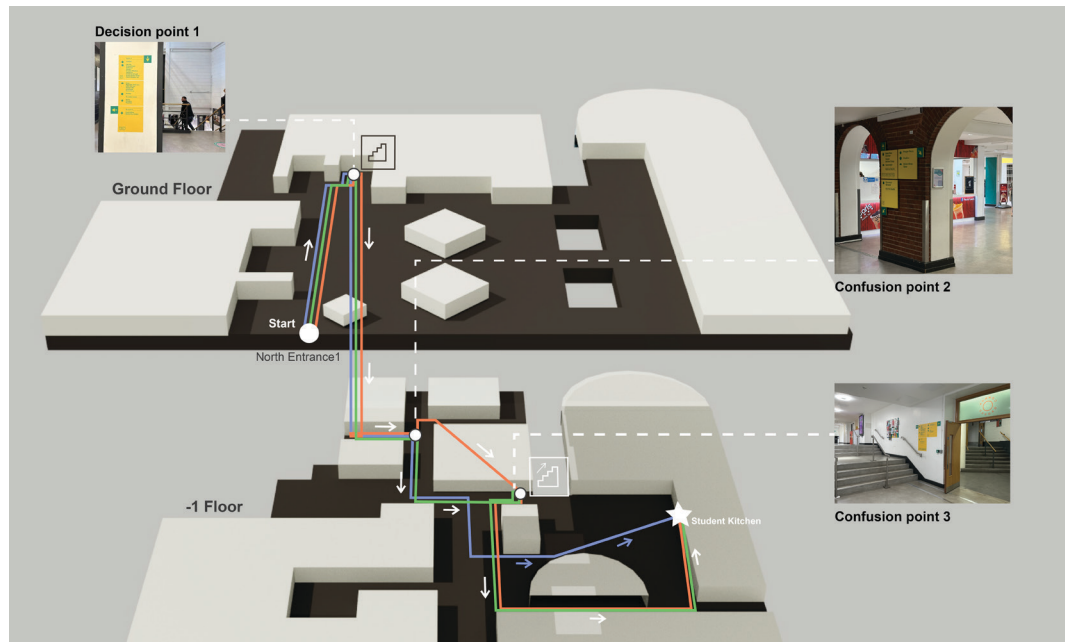 Decision point 1
Ground Floor
Start
North Entrance1
Confusion point 2
-1 Floor
Student Kitchen
Confusion point 3